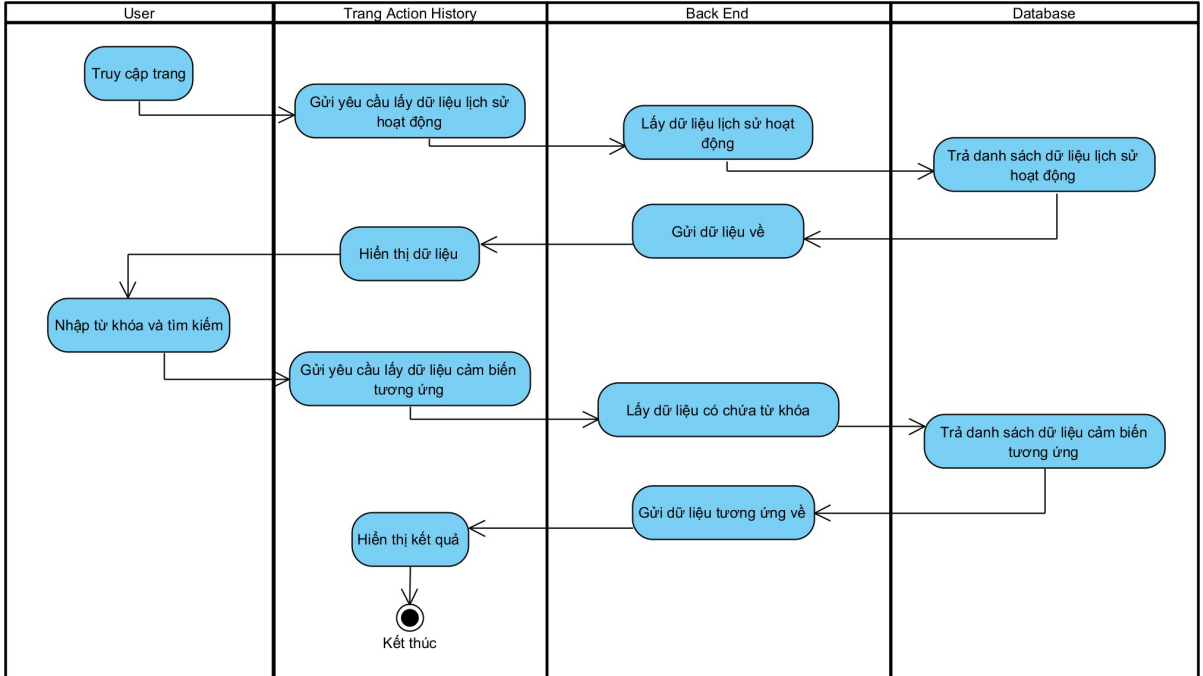 User
Trang Action History
Back End
Database
Truy cập trang
Gửi yêu cầu lấy dữ liệu lịch sử
hoạt động
Lấy dữ liệu lịch sử hoạt
động
Trả danh sách dữ liệu lịch sử
hoạt động
Gửi dữ liệu về
Hiển thị dữ liệu
Nhập từ khóa và tìm kiếm
Gửi yêu cầu lấy dữ liệu cảm biến
tương ứng
Lấy dữ liệu có chứa từ khóa
Trả danh sách dữ liệu cảm biến
tương ứng
Gửi dữ liệu tương ứng về
Hiển thị kết quả
Kết thúc